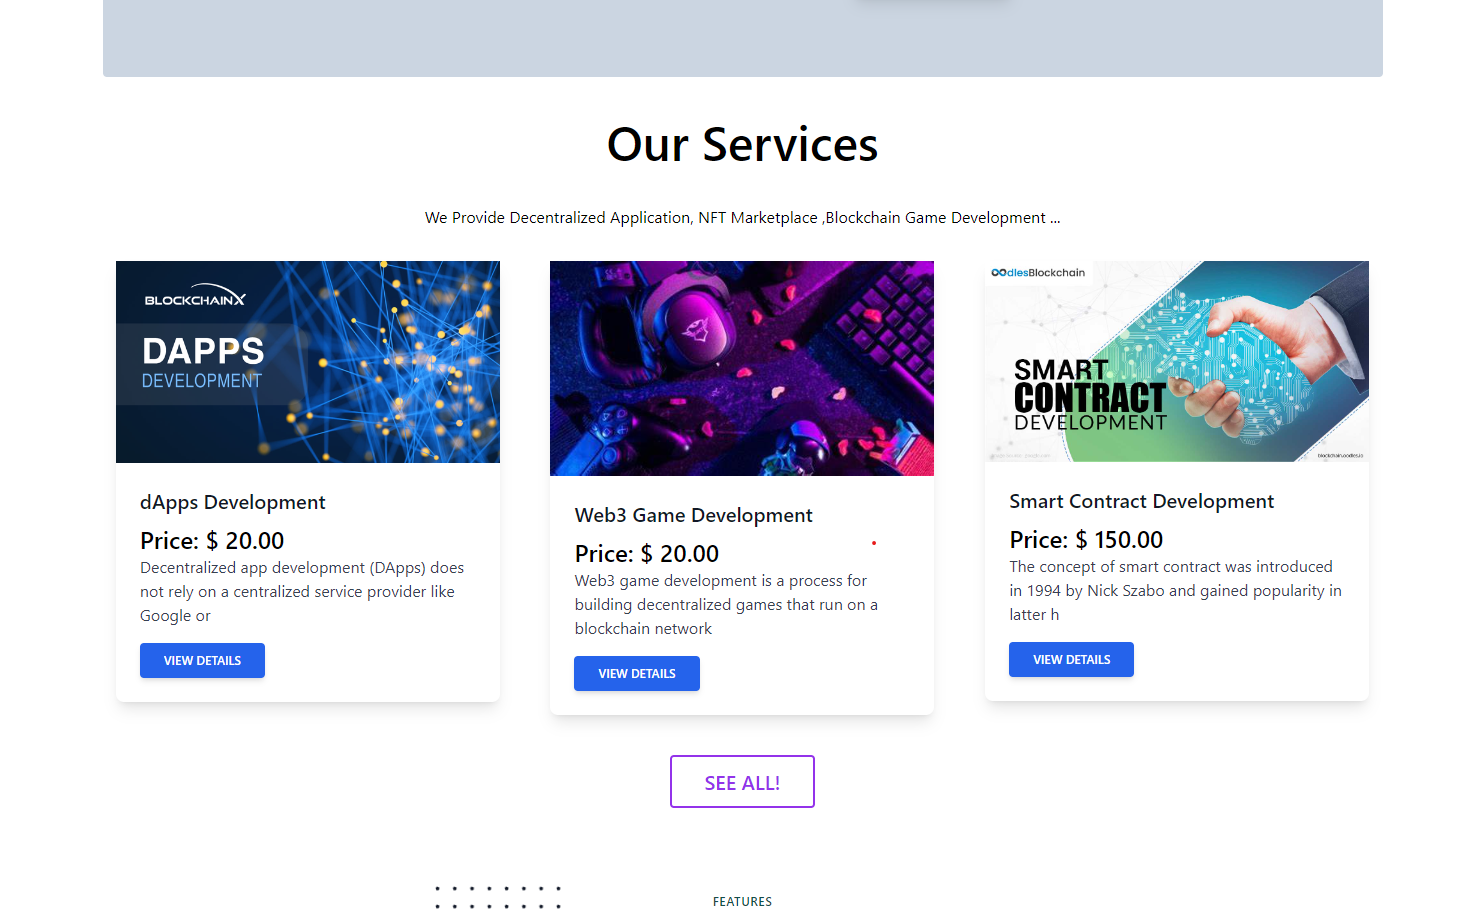 Our Services
We Provide Decentralized Application, NFT Marketplace ,Blockchain Game Development ...
BLOCKCHAINX
DAPPS
DEVELOPMENT
dApps Development
Price: $ 20.00
Decentralized app development (DApps) does
not rely on a centralized service provider like
Google or
VIEW DETAILS
Web3 Game Development
Price: $ 20.00
Web3 game development is a process for
building decentralized games that run on a
blockchain network
VIEW DETAILS
OOdlesBlockchain
SMART
CONTRACT
DEVELOPMENT
blockchain.oodles.io
Smart Contract Development
Price: $ 150.00
The concept of smart contract was introduced
in 1994 by Nick Szabo and gained popularity in
latter h
VIEW DETAILS
SEE ALL!
FEATURES